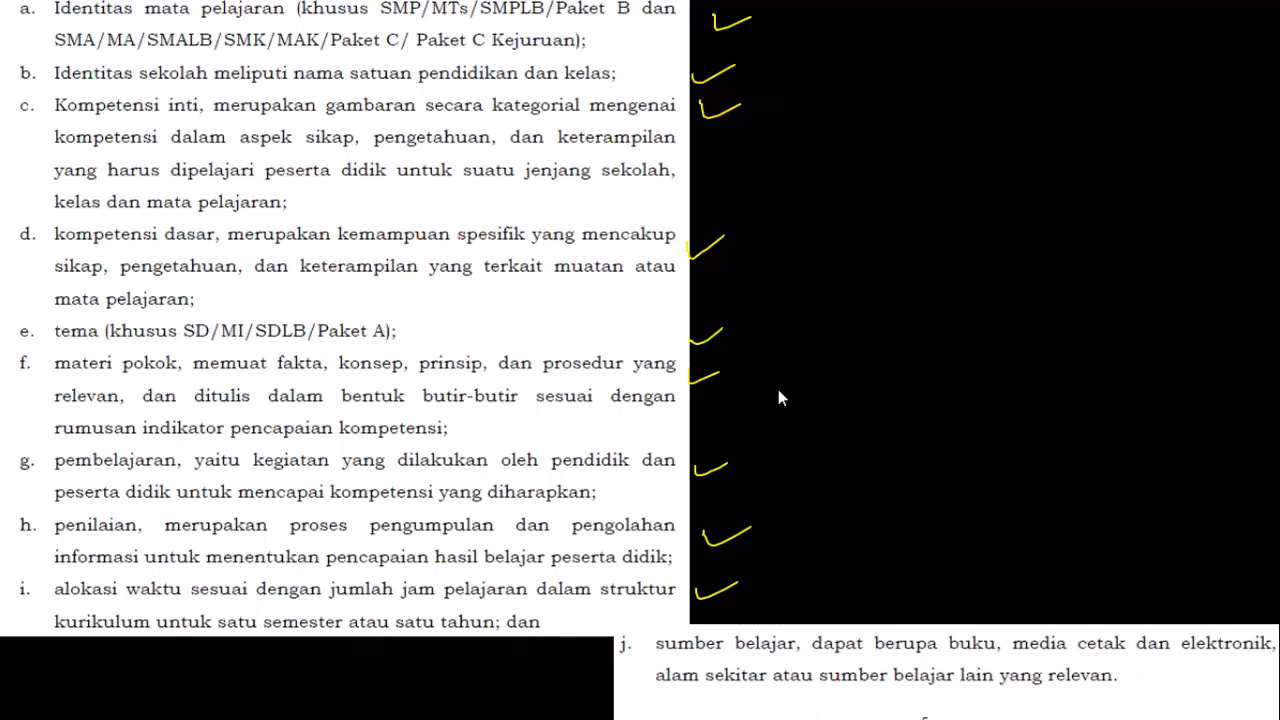 a. Identitas mata pelajaran (khusus SMP/MTs/SMPLB/Paket B dan
SMA/MA/SMALB/SMK/MAK/Paket C/ Paket C Kejuruan);
b. Identitas sekolah meliputi nama satuan pendidikan dan kelas;
c. Kompetensi inti, merupakan gambaran secara kategorial mengenai
kompetensi dalam aspek sikap, pengetahuan, dan keterampilan
yang harus dipelajari peserta didik untuk suatu jenjang sekolah,
kelas dan mata pelajaran;
d. kompetensi dasar, merupakan kemampuan spesifik yang mencakup
sikap, pengetahuan, dan keterampilan yang terkait muatan atau
mata pelajaran;
e. tema (khusus SD/MI/SDLB/Paket A);
f. materi pokok, memuat fakta, konsep, prinsip, dan prosedur yang
relevan, dan ditulis dalam bentuk butir-butir sesuai dengan
rumusan indikator pencapaian kompetensi;
g. pembelajaran, yaitu kegiatan yang dilakukan oleh pendidik dan
peserta didik untuk mencapai kompetensi yang diharapkan;
h. penilaian, merupakan proses pengumpulan dan pengolahan
informasi untuk menentukan pencapaian hasil belajar peserta didik;
i. alokasi waktu sesuai dengan jumlah jam pelajaran dalam struktur
kurikulum untuk satu semester atau satu tahun; dan
j. sumber belajar, dapat berupa buku, media cetak dan elektronik,
alam sekitar atau sumber belajar lain yang relevan.